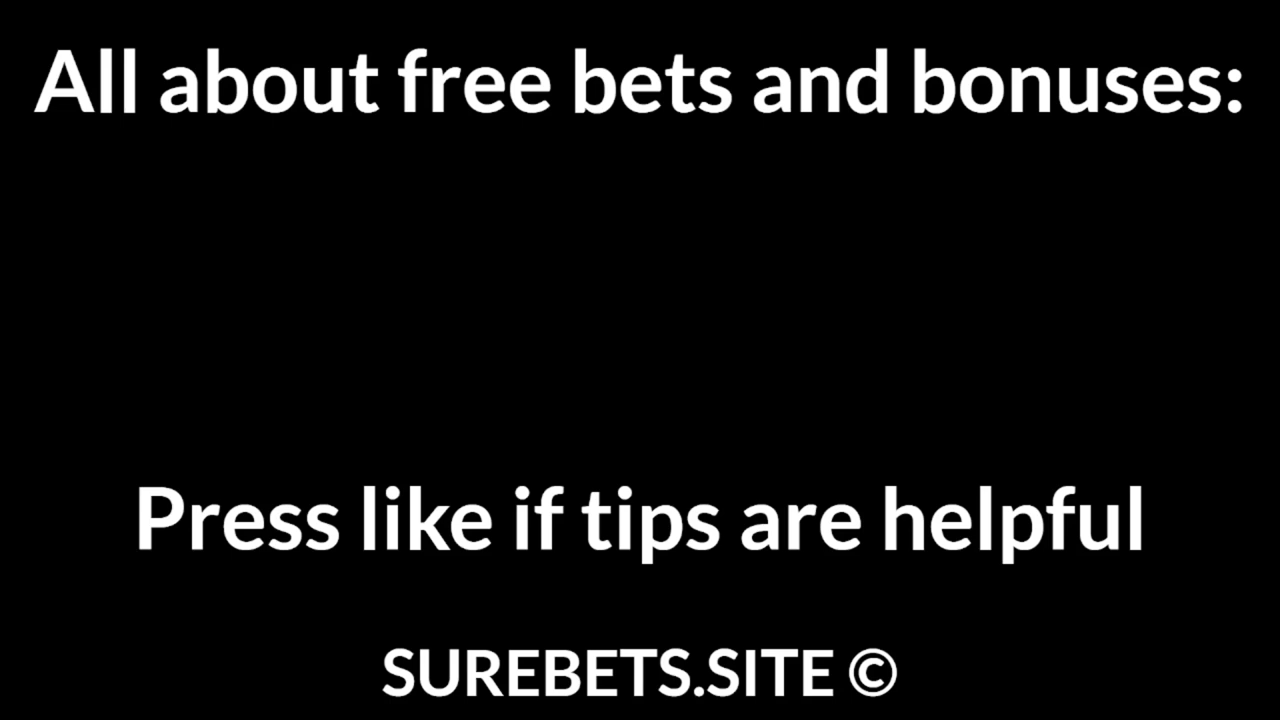 All about free bets and bonuses:
Press like if tips are helpful
SUREBETS.SITE ©